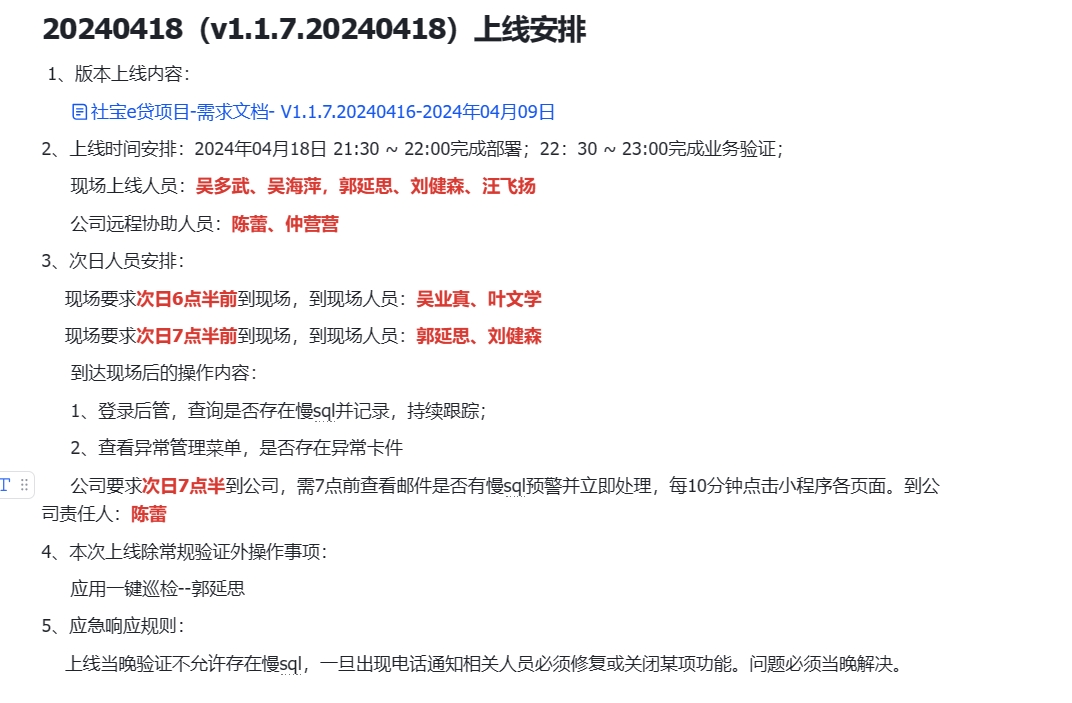 20240418（v1.1.7.20240418）上线安排
1、版本上线内容：
社宝e贷项目-需求文档- V1.1.7.20240416-2024年04月09日
2、上线时间安排：2024年04月18日 21:30 ~ 22:00完成部署；22：30 ~ 23:00完成业务验证；
现场上线人员：吴多武、吴海萍，郭延思、刘健森、汪飞扬
公司远程协助人员：陈蕾、仲营营
3、次日人员安排：
现场要求次日6点半前到现场，到现场人员：吴业真、叶文学
现场要求次日7点半前到现场，到现场人员：郭延思、刘健森
到达现场后的操作内容：
1、登录后管，查询是否存在慢sql并记录，持续跟踪；
2、查看异常管理菜单，是否存在异常卡件
公司要求次日7点半到公司，需7点前查看邮件是否有慢sql预警并立即处理，每10分钟点击小程序各页面。到公
司责任人：陈蕾
4、本次上线除常规验证外操作事项：
应用一键巡检--郭延思
5、应急响应规则：
上线当晚验证不允许存在慢sql，一旦出现电话通知相关人员必须修复或关闭某项功能。问题必须当晚解决。